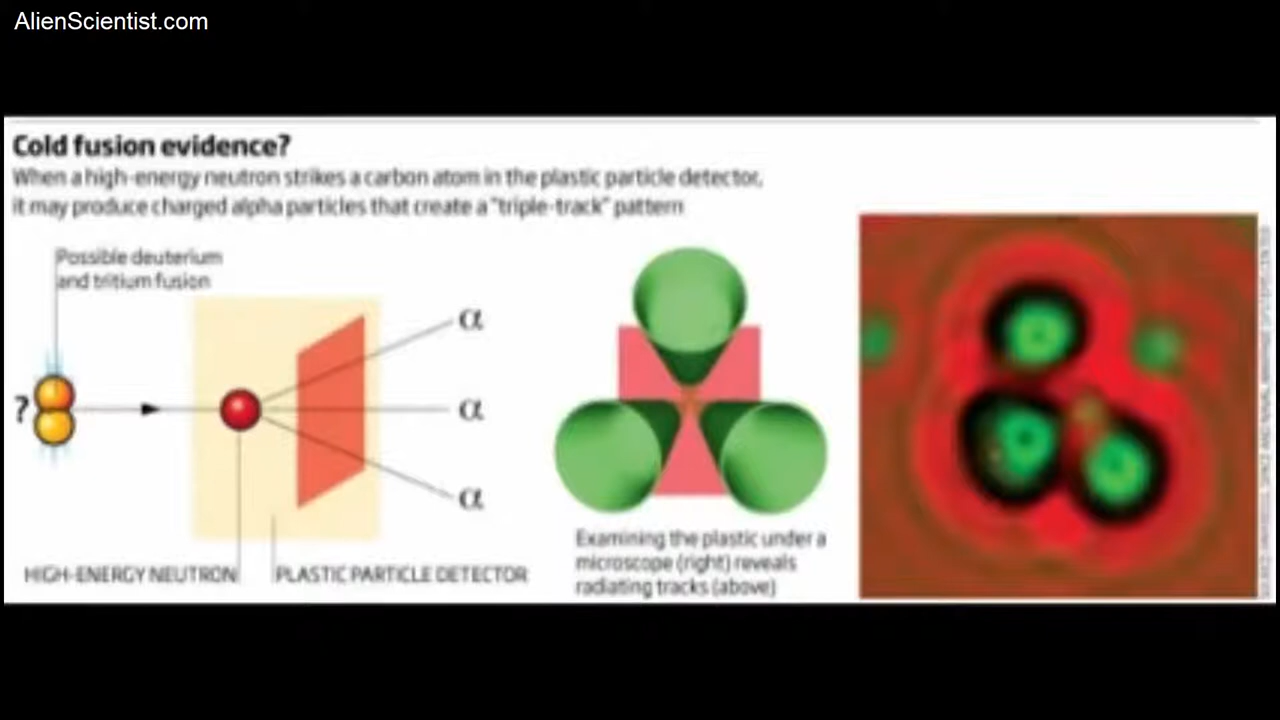 AlienScientist.com
Cold fusion evidence?
When a high-energy neutron strikes a carbon atom in the plastic particle detector,
it may produce charged alpha particles that create a "triple-track" pattern
Possible deuterium
and tritium fusion
α
?
α
α
HIGH-ENERGY NEUTRON
PLASTIC PARTICLE DETECTOR
Examining the plastic under a
microscope (right) reveals
radiating tracks (above)